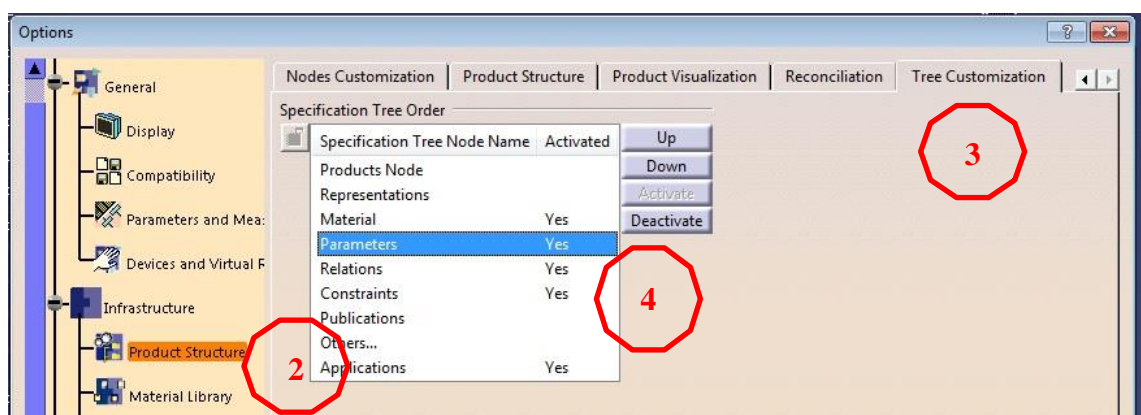 Options
General
Display
Compatibility
Parameters and Mea
Devices and Virtual R
Infrastructure
Product Structure
Material Library
Nodes Customization Product Structure Product Visualization Reconciliation Tree Customization
Specification Tree Order
Specification Tree Node Name Activated
Products Node
Representations
Material Yes
Parameters Yes
Relations Yes
Constraints Yes
Publications
Others...
Applications Yes
Up
Down
Activate
Deactivate
2
3
4